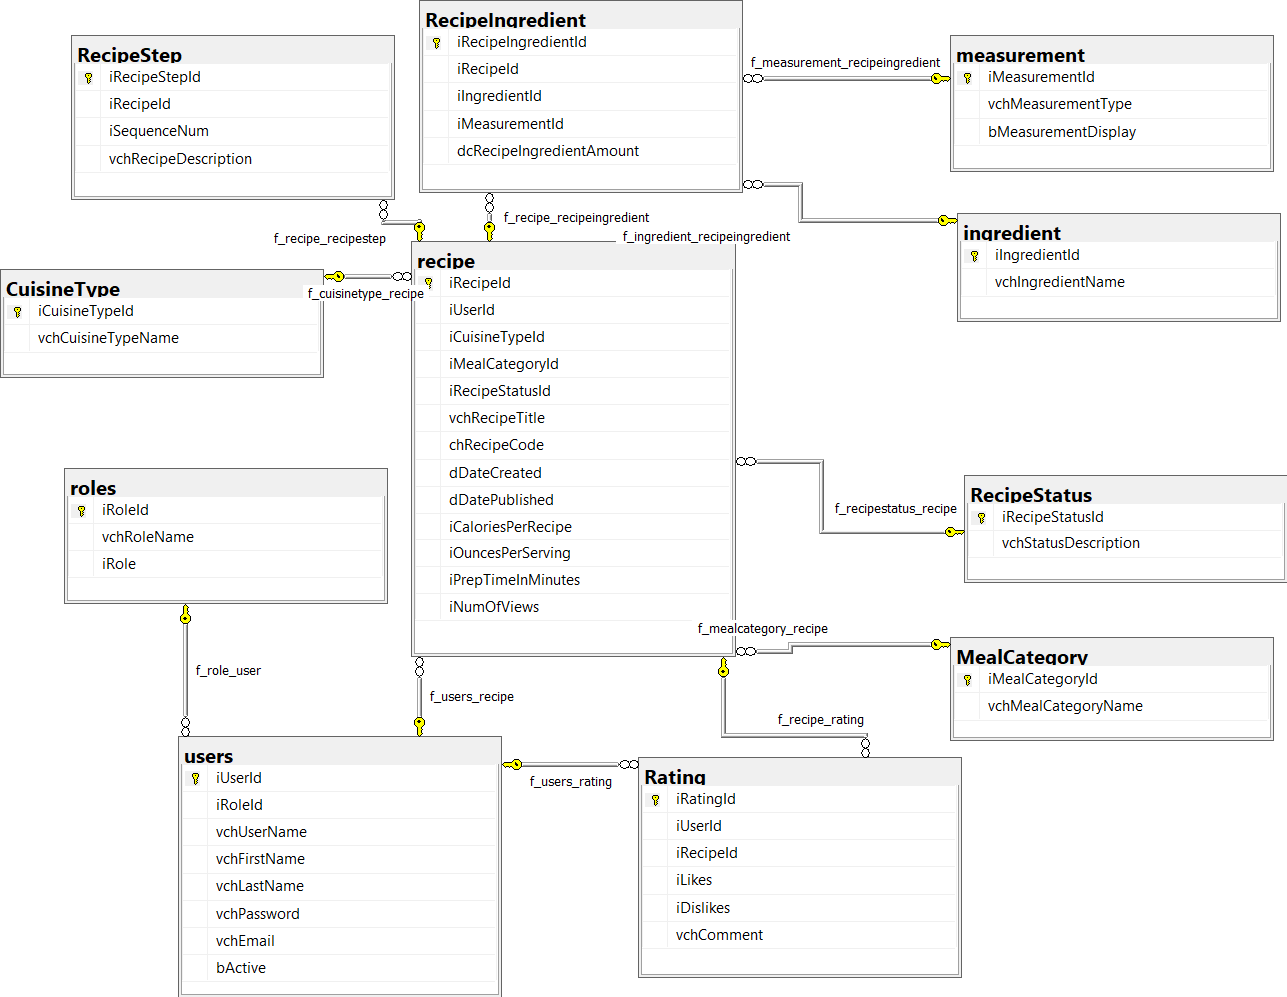 RecipeIngredient
iRecipeIngredientId
iRecipeId
iIngredientId
iMeasurementId
dcRecipeIngredientAmount
RecipeStep
iRecipeStepId
iRecipeId
iSequenceNum
vchRecipeDescription
measurement
iMeasurementId
vchMeasurementType
bMeasurementDisplay
f_measurement_recipeingredient
f_recipe_recipeingredient
f_ingredient_recipeingredient
f_recipe_recipestep
ingredient
iIngredientId
vchIngredientName
CuisineType
iCuisineTypeId
vchCuisineTypeName
f_cuisinetype_recipe
recipe
iRecipeId
iUserId
iCuisineTypeId
iMealCategoryId
iRecipeStatusId
vchRecipeTitle
chRecipeCode
dDateCreated
dDatePublished
iCaloriesPerRecipe
iOuncesPerServing
iPrepTimeInMinutes
iNumOfViews
roles
iRoleId
vchRoleName
iRole
f_recipestatus_recipe
RecipeStatus
iRecipeStatusId
vchStatusDescription
f_mealcategory_recipe
MealCategory
iMealCategoryId
vchMealCategoryName
f_role_user
f_users_recipe
f_recipe_rating
users
iUserId
iRoleId
vchUserName
vchFirstName
vchLastName
vchPassword
vchEmail
bActive
f_users_rating
Rating
iRatingId
iUserId
iRecipeId
iLikes
iDislikes
vchComment